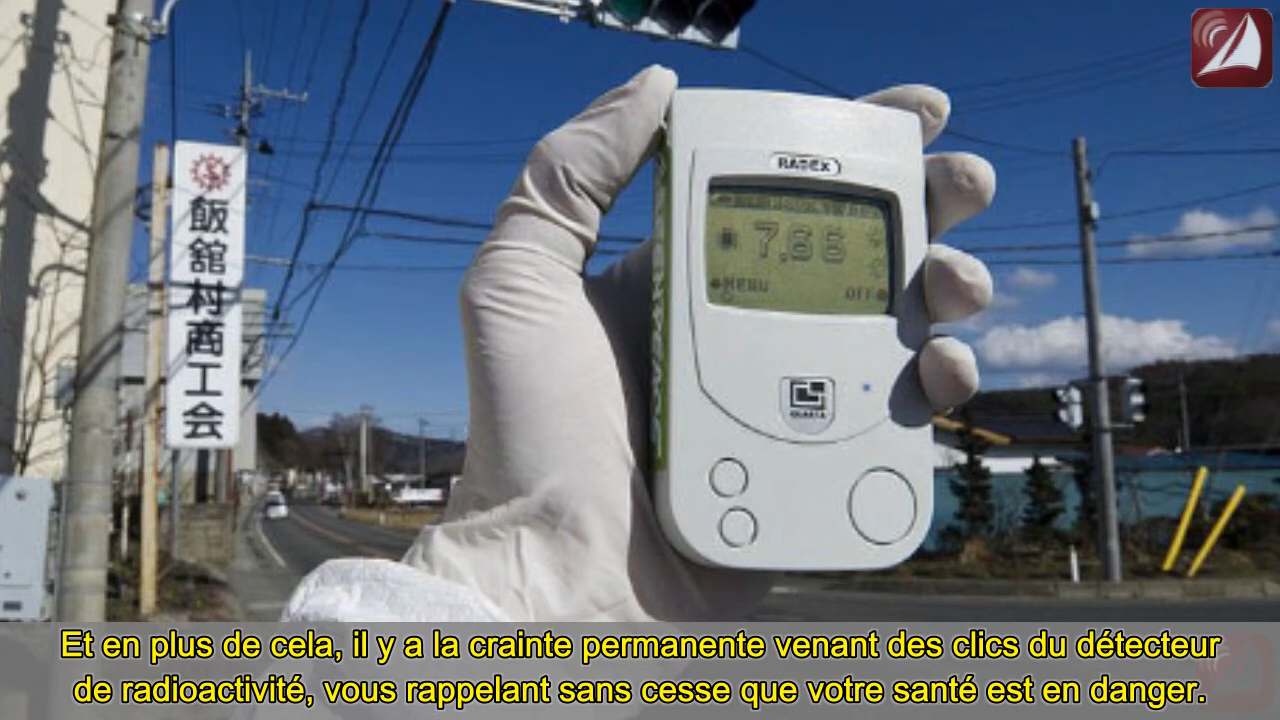 飯舘村商工会
RADEX
7,66
MENU
OFF
QUARTA
Et en plus de cela, il y a la crainte permanente venant des clics du détecteur
de radioactivité, vous rappelant sans cesse que votre santé est en danger.